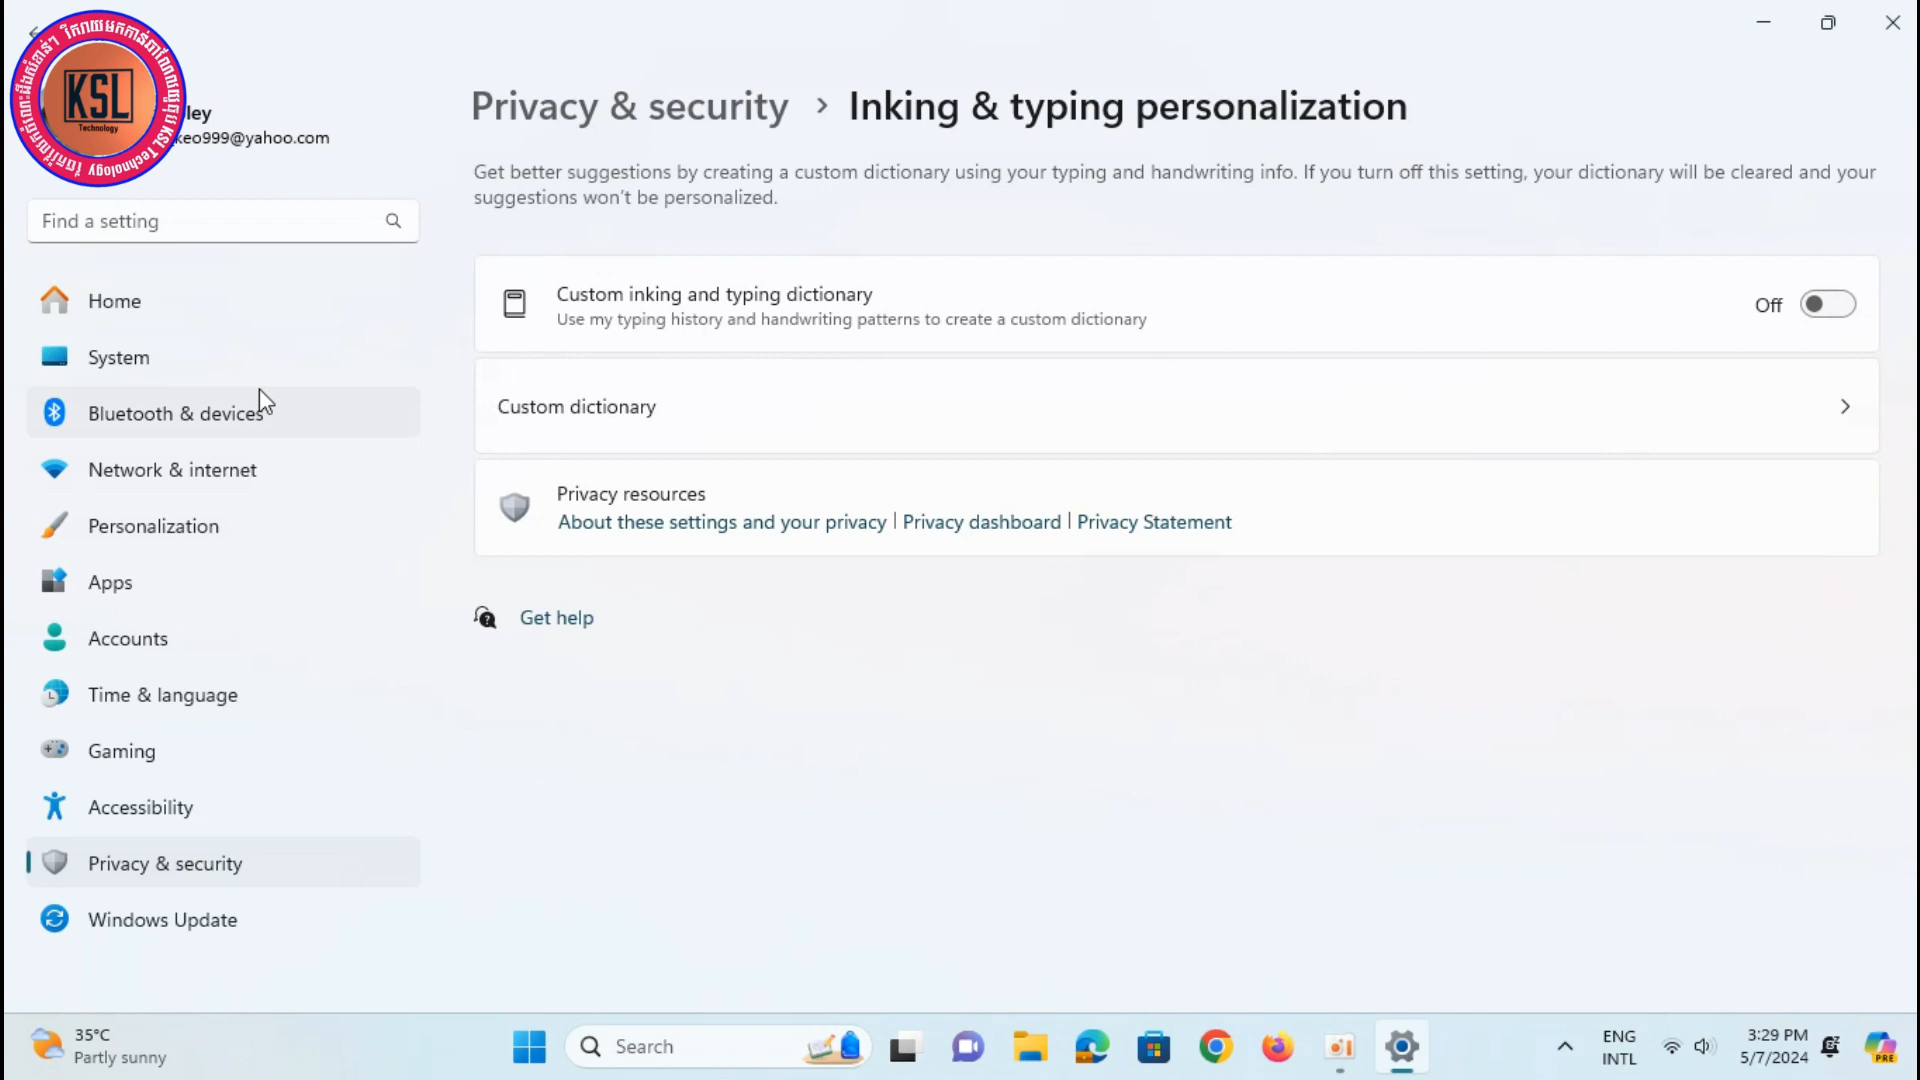 KSL
Technology
KSL Technology
ley
keo999@yahoo.com
Find a setting
Home
System
Bluetooth & devices
Network & internet
Personalization
Apps
Accounts
Time & language
Gaming
Accessibility
Privacy & security
Windows Update
Privacy & security > Inking & typing personalization
Get better suggestions by creating a custom dictionary using your typing and handwriting info. If you turn off this setting, your dictionary will be cleared and your
suggestions won't be personalized.
Custom inking and typing dictionary
Use my typing history and handwriting patterns to create a custom dictionary
Off
Custom dictionary
Privacy resources
About these settings and your privacy | Privacy dashboard | Privacy Statement
Get help
35°C
Partly sunny
Search
ENG
INTL
3:29 PM
5/7/2024
PRE